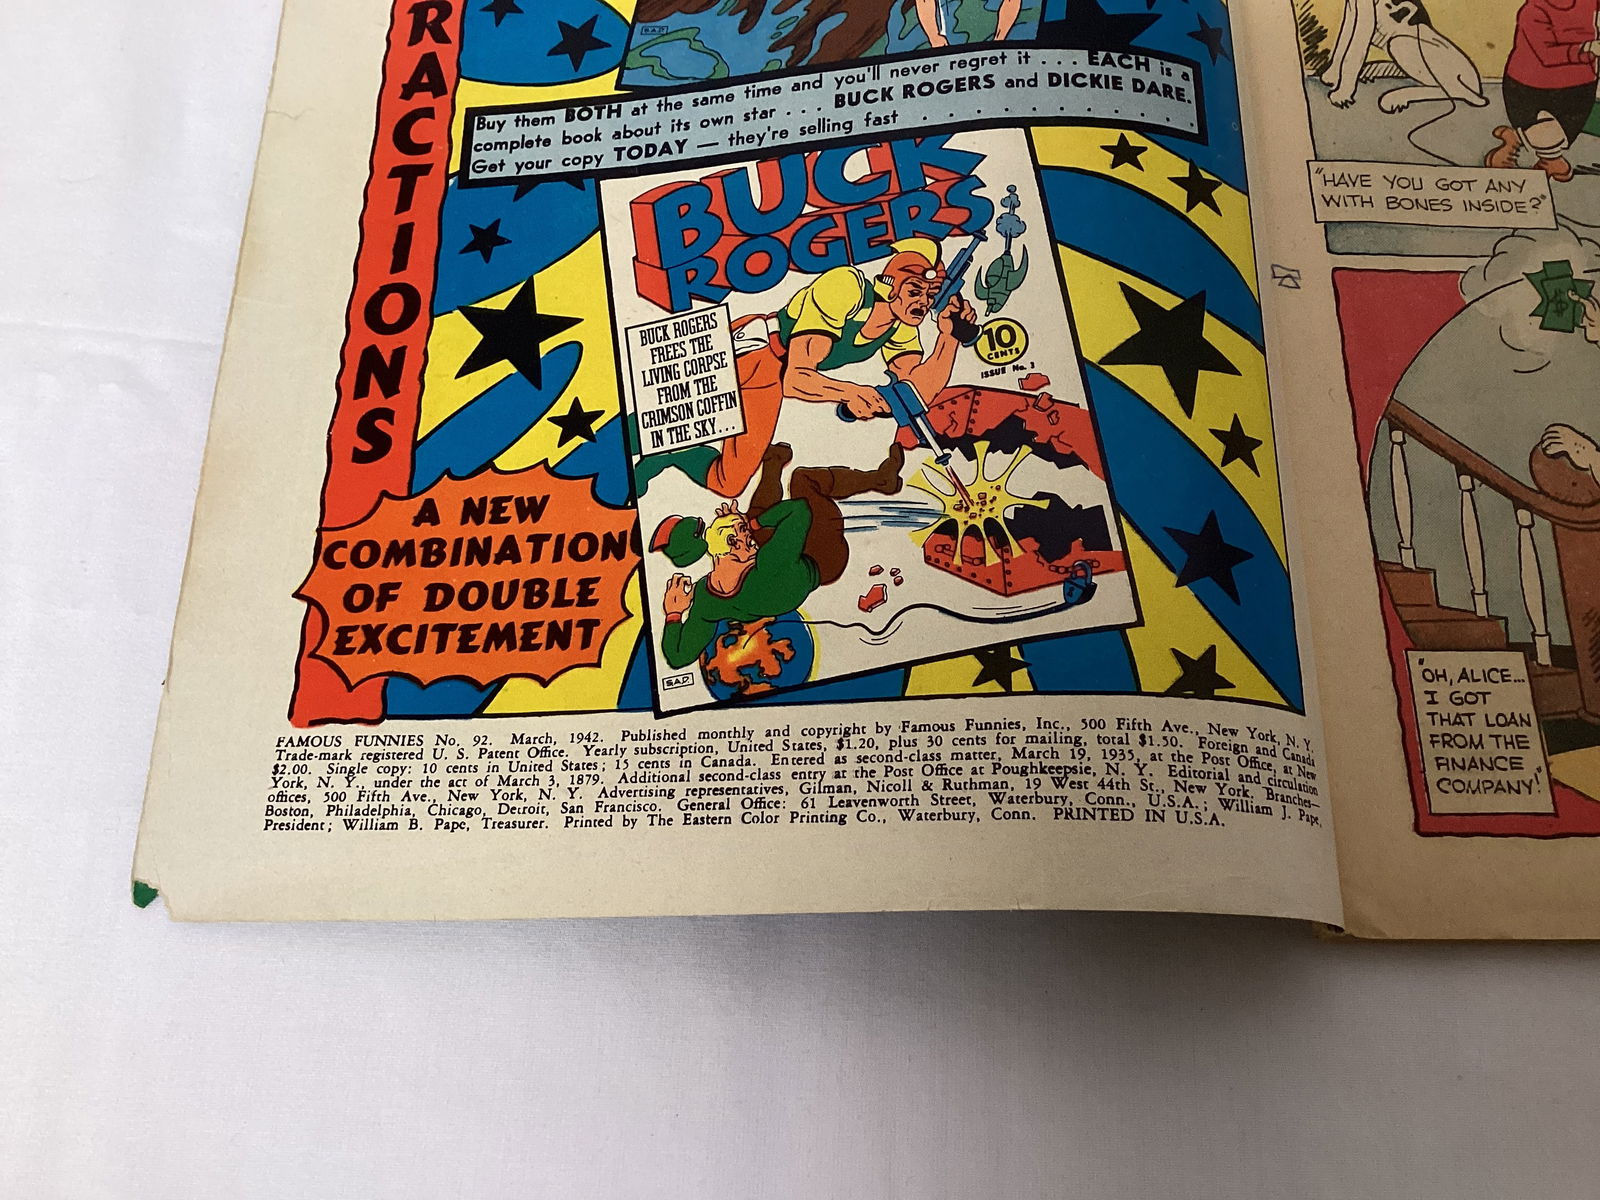 RACTIONS
S.A.D.
Buy them BOTH at the same time and you'll never regret it . . . EACH is a
complete book about its own star . . . BUCK ROGERS and DICKIE DARE.
Get your copy TODAY — they're selling fast . . . . . . . . . . .
BUCK
ROGERS
BUCK ROGERS
FREES THE
LIVING CORPSE
FROM THE
CRIMSON COFFIN
IN THE SKY...
10
CENTS
ISSUE No. 3
A NEW
COMBINATION
OF DOUBLE
EXCITEMENT
S.A.D.
FAMOUS FUNNIES No. 92. March, 1942. Published monthly and copyright by Famous Funnies, Inc., 500 Fifth Ave., New York, N. Y.
Trade-mark registered U. S. Patent Office. Yearly subscription, United States, $1.20, plus 30 cents for mailing, total $1.50. Foreign and Canada
$2.00. Single copy: 10 cents in United States; 15 cents in Canada. Entered as second-class matter, March 19, 1935, at the Post Office, at New
York, N. Y., under the act of March 3, 1879. Additional second-class entry at the Post Office at Poughkeepsie, N. Y. Editorial and circulation
offices, 500 Fifth Ave., New York, N. Y. Advertising representatives, Gilman, Nicoll & Ruthman, 19 West 44th St., New York. Branches—
Boston, Philadelphia, Chicago, Detroit, San Francisco. General Office: 61 Leavenworth Street, Waterbury, Conn., U.S.A.; William J. Pape,
President; William B. Pape, Treasurer. Printed by The Eastern Color Printing Co., Waterbury, Conn. PRINTED IN U.S.A.
"HAVE YOU GOT ANY
WITH BONES INSIDE?"
$
"OH, ALICE...
I GOT
THAT LOAN
FROM THE
FINANCE
COMPANY!"